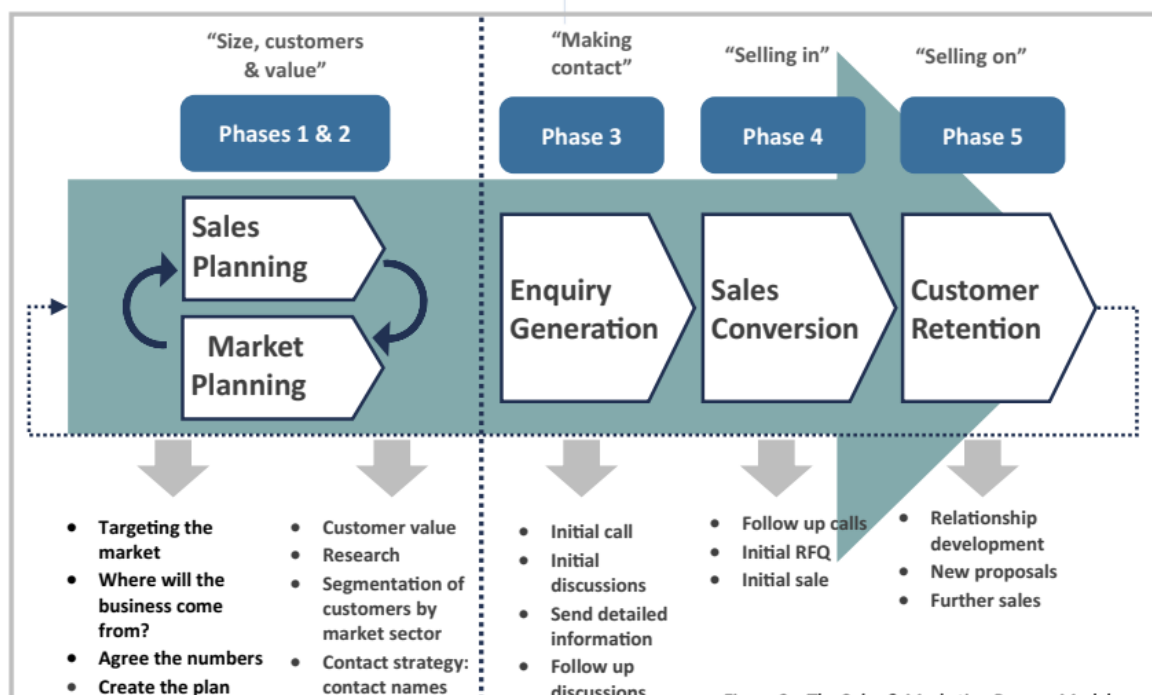 “Size, customers
& value”
“Making
contact”
“Selling in”
“Selling on”
Phases 1 & 2
Phase 3
Phase 4
Phase 5
Sales
Planning
Market
Planning
Enquiry
Generation
Sales
Conversion
Customer
Retention
● Targeting the
market
● Where will the
business come
from?
● Agree the numbers
● Create the plan
● Customer value
● Research
● Segmentation of
customers by
market sector
● Contact strategy:
contact names
● Initial call
● Initial
discussions
● Send detailed
information
● Follow up
discussions
● Follow up calls
● Initial RFQ
● Initial sale
● Relationship
development
● New proposals
● Further sales